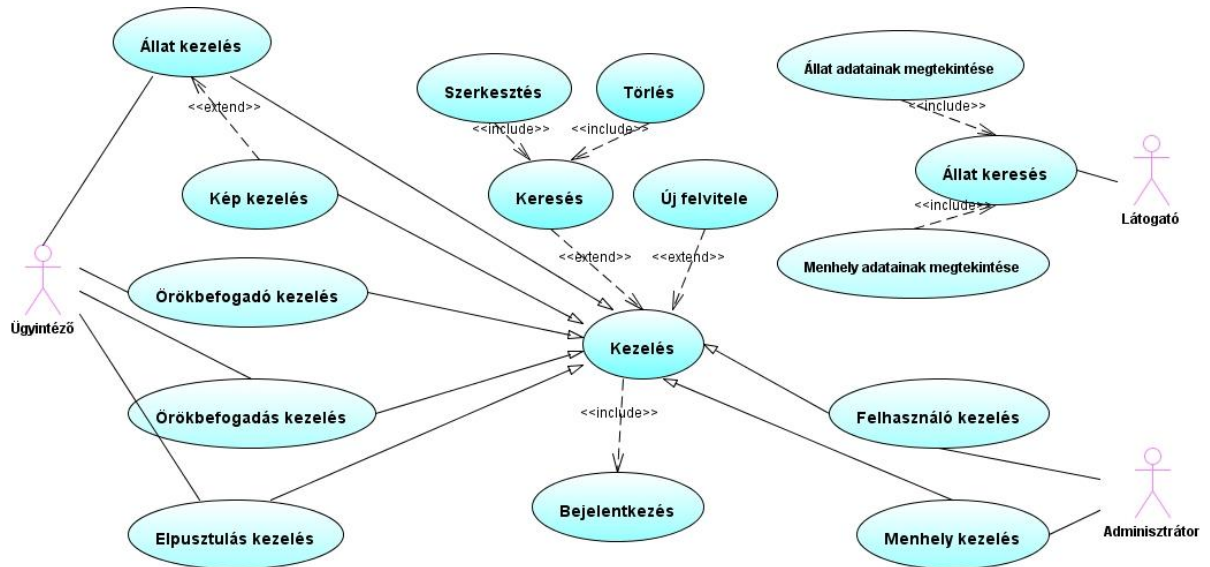 Állat kezelés
Állat adatainak megtekintése
Szerkesztés
Törlés
<<extend>>
<<include>>
<<include>>
<<include>>
Kép kezelés
Keresés
Új felvitele
Állat keresés
<<include>>
Látogató
<<extend>>
<<extend>>
Menhely adatainak megtekintése
Örökbefogadó kezelés
Ügyintéző
Kezelés
Örökbefogadás kezelés
<<include>>
Felhasználó kezelés
Bejelentkezés
Elpusztulás kezelés
Menhely kezelés
Adminisztrátor